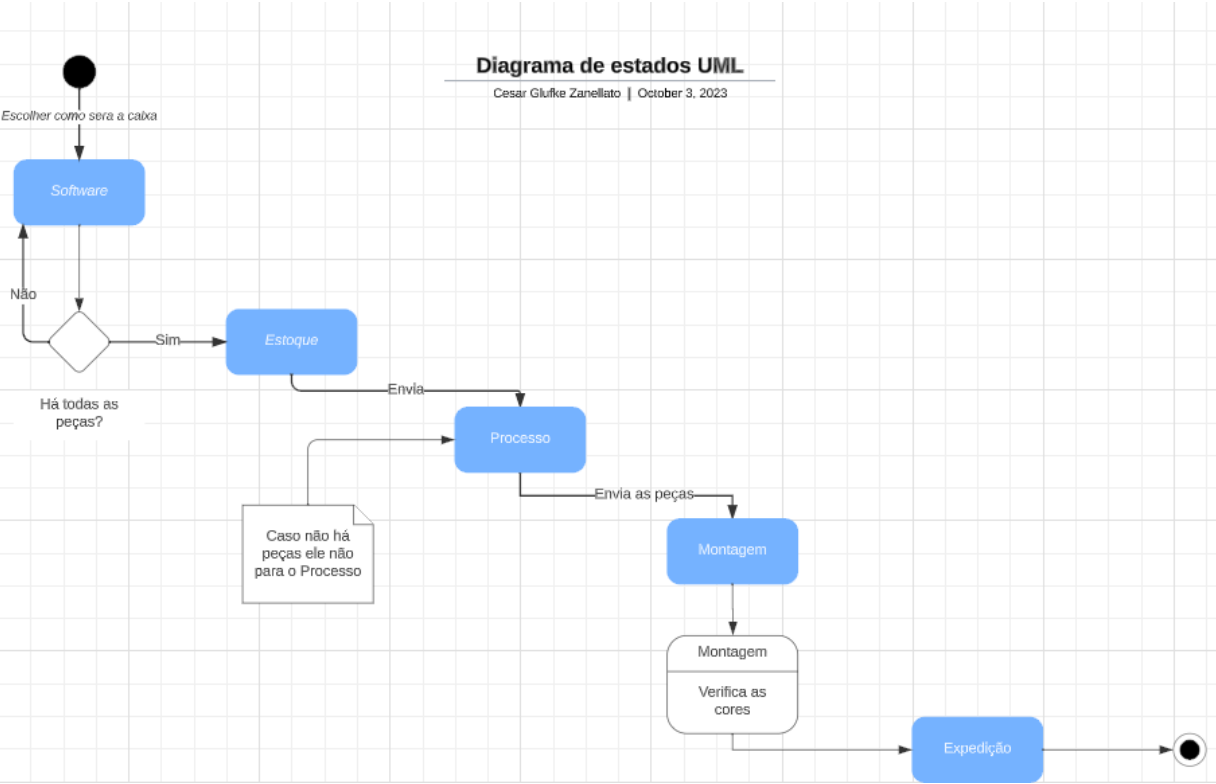 Diagrama de estados UML
Cesar Glufke Zanellato | October 3, 2023
Escolher como sera a caixa
Software
Não
Sim
Estoque
Há todas as
peças?
Envia
Processo
Envia as peças
Caso não há
peças ele não
para o Processo
Montagem
Montagem
Verifica as
cores
Expedição